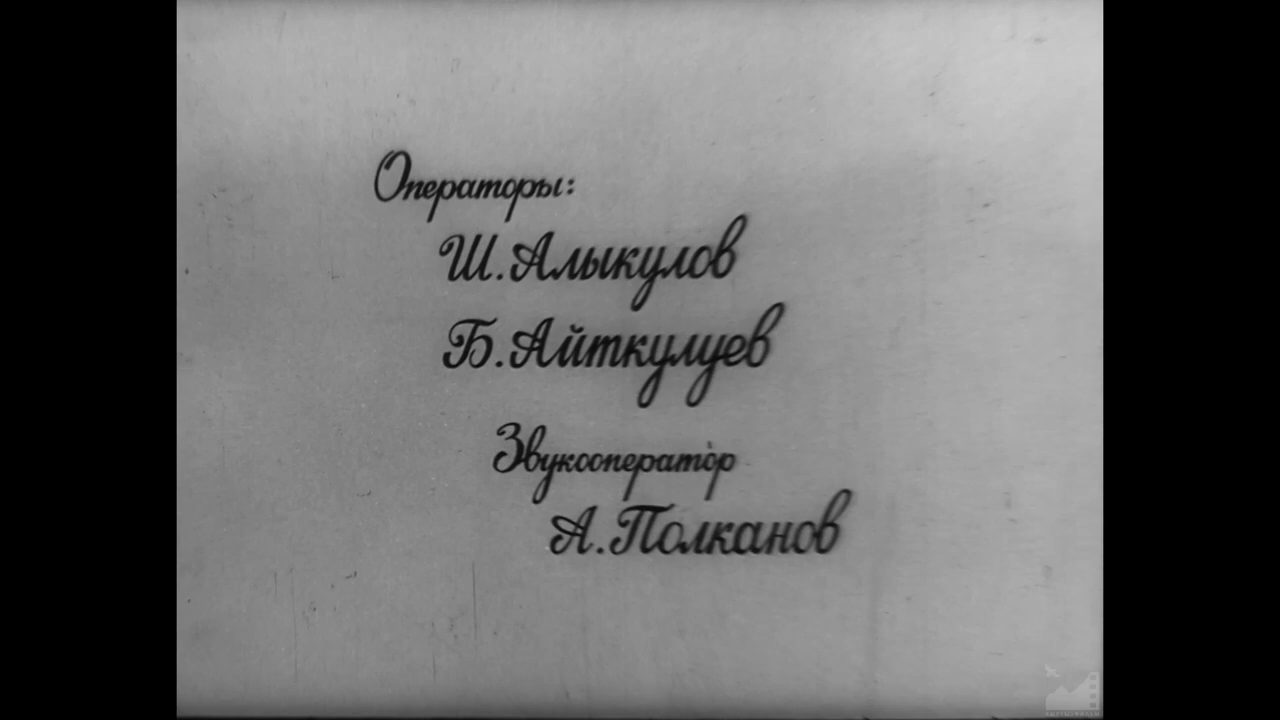 Операторы:
Ш. Алыкулов
Б. Айткулуев
Звукооператор
А. Полканов